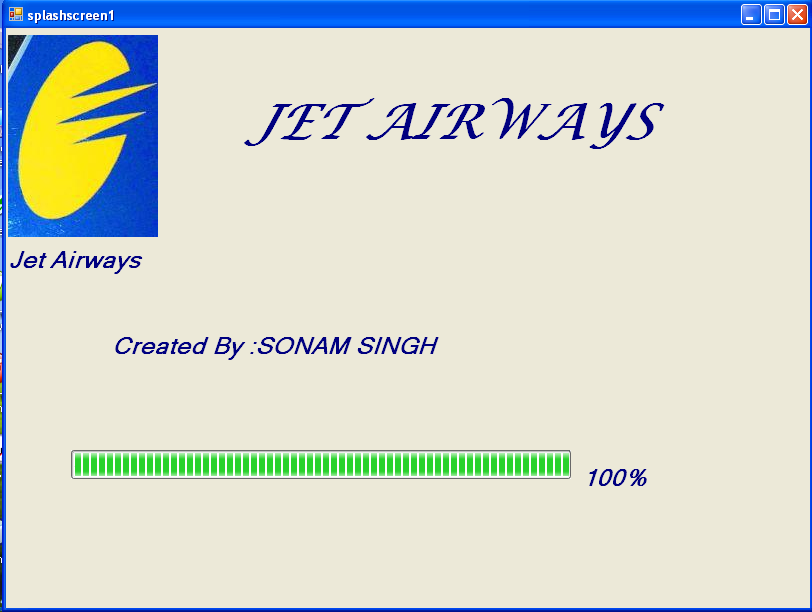 splashscreen1
JET AIRWAYS
Jet Airways
Created By :SONAM SINGH
100%